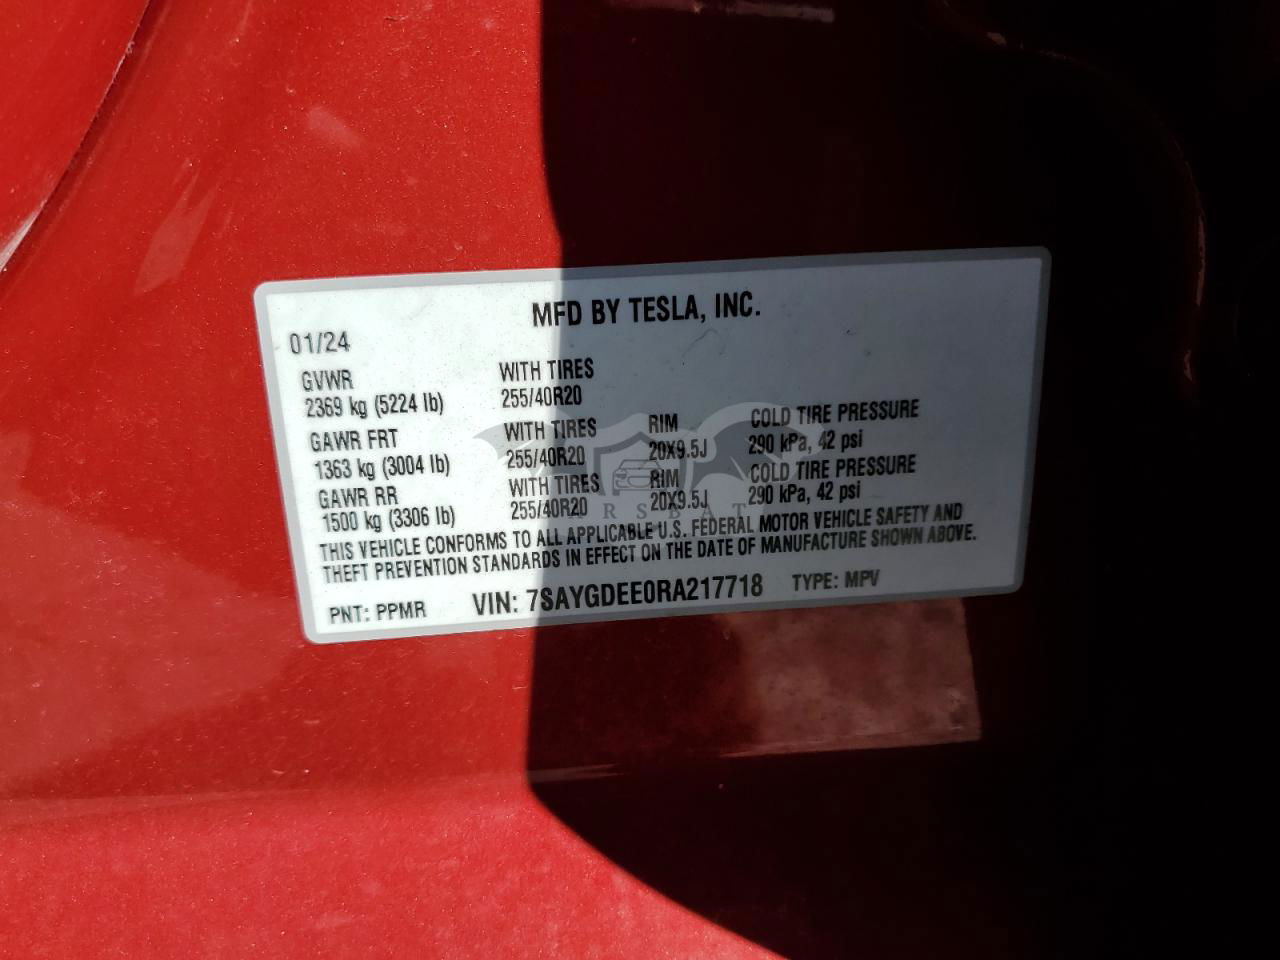 MFD BY TESLA, INC.
01/24
GVWR WITH TIRES
2369 kg (5224 lb) 255/40R20
GAWR FRT WITH TIRES RIM COLD TIRE PRESSURE
1363 kg (3004 lb) 255/40R20 20X9.5J 290 kPa, 42 psi
GAWR RR WITH TIRES RIM COLD TIRE PRESSURE
1500 kg (3306 lb) 255/40R20 20X9.5J 290 kPa, 42 psi
THIS VEHICLE CONFORMS TO ALL APPLICABLE U.S. FEDERAL MOTOR VEHICLE SAFETY AND
THEFT PREVENTION STANDARDS IN EFFECT ON THE DATE OF MANUFACTURE SHOWN ABOVE.
PNT: PPMR VIN: 7SAYGDEE0RA217718 TYPE: MPV